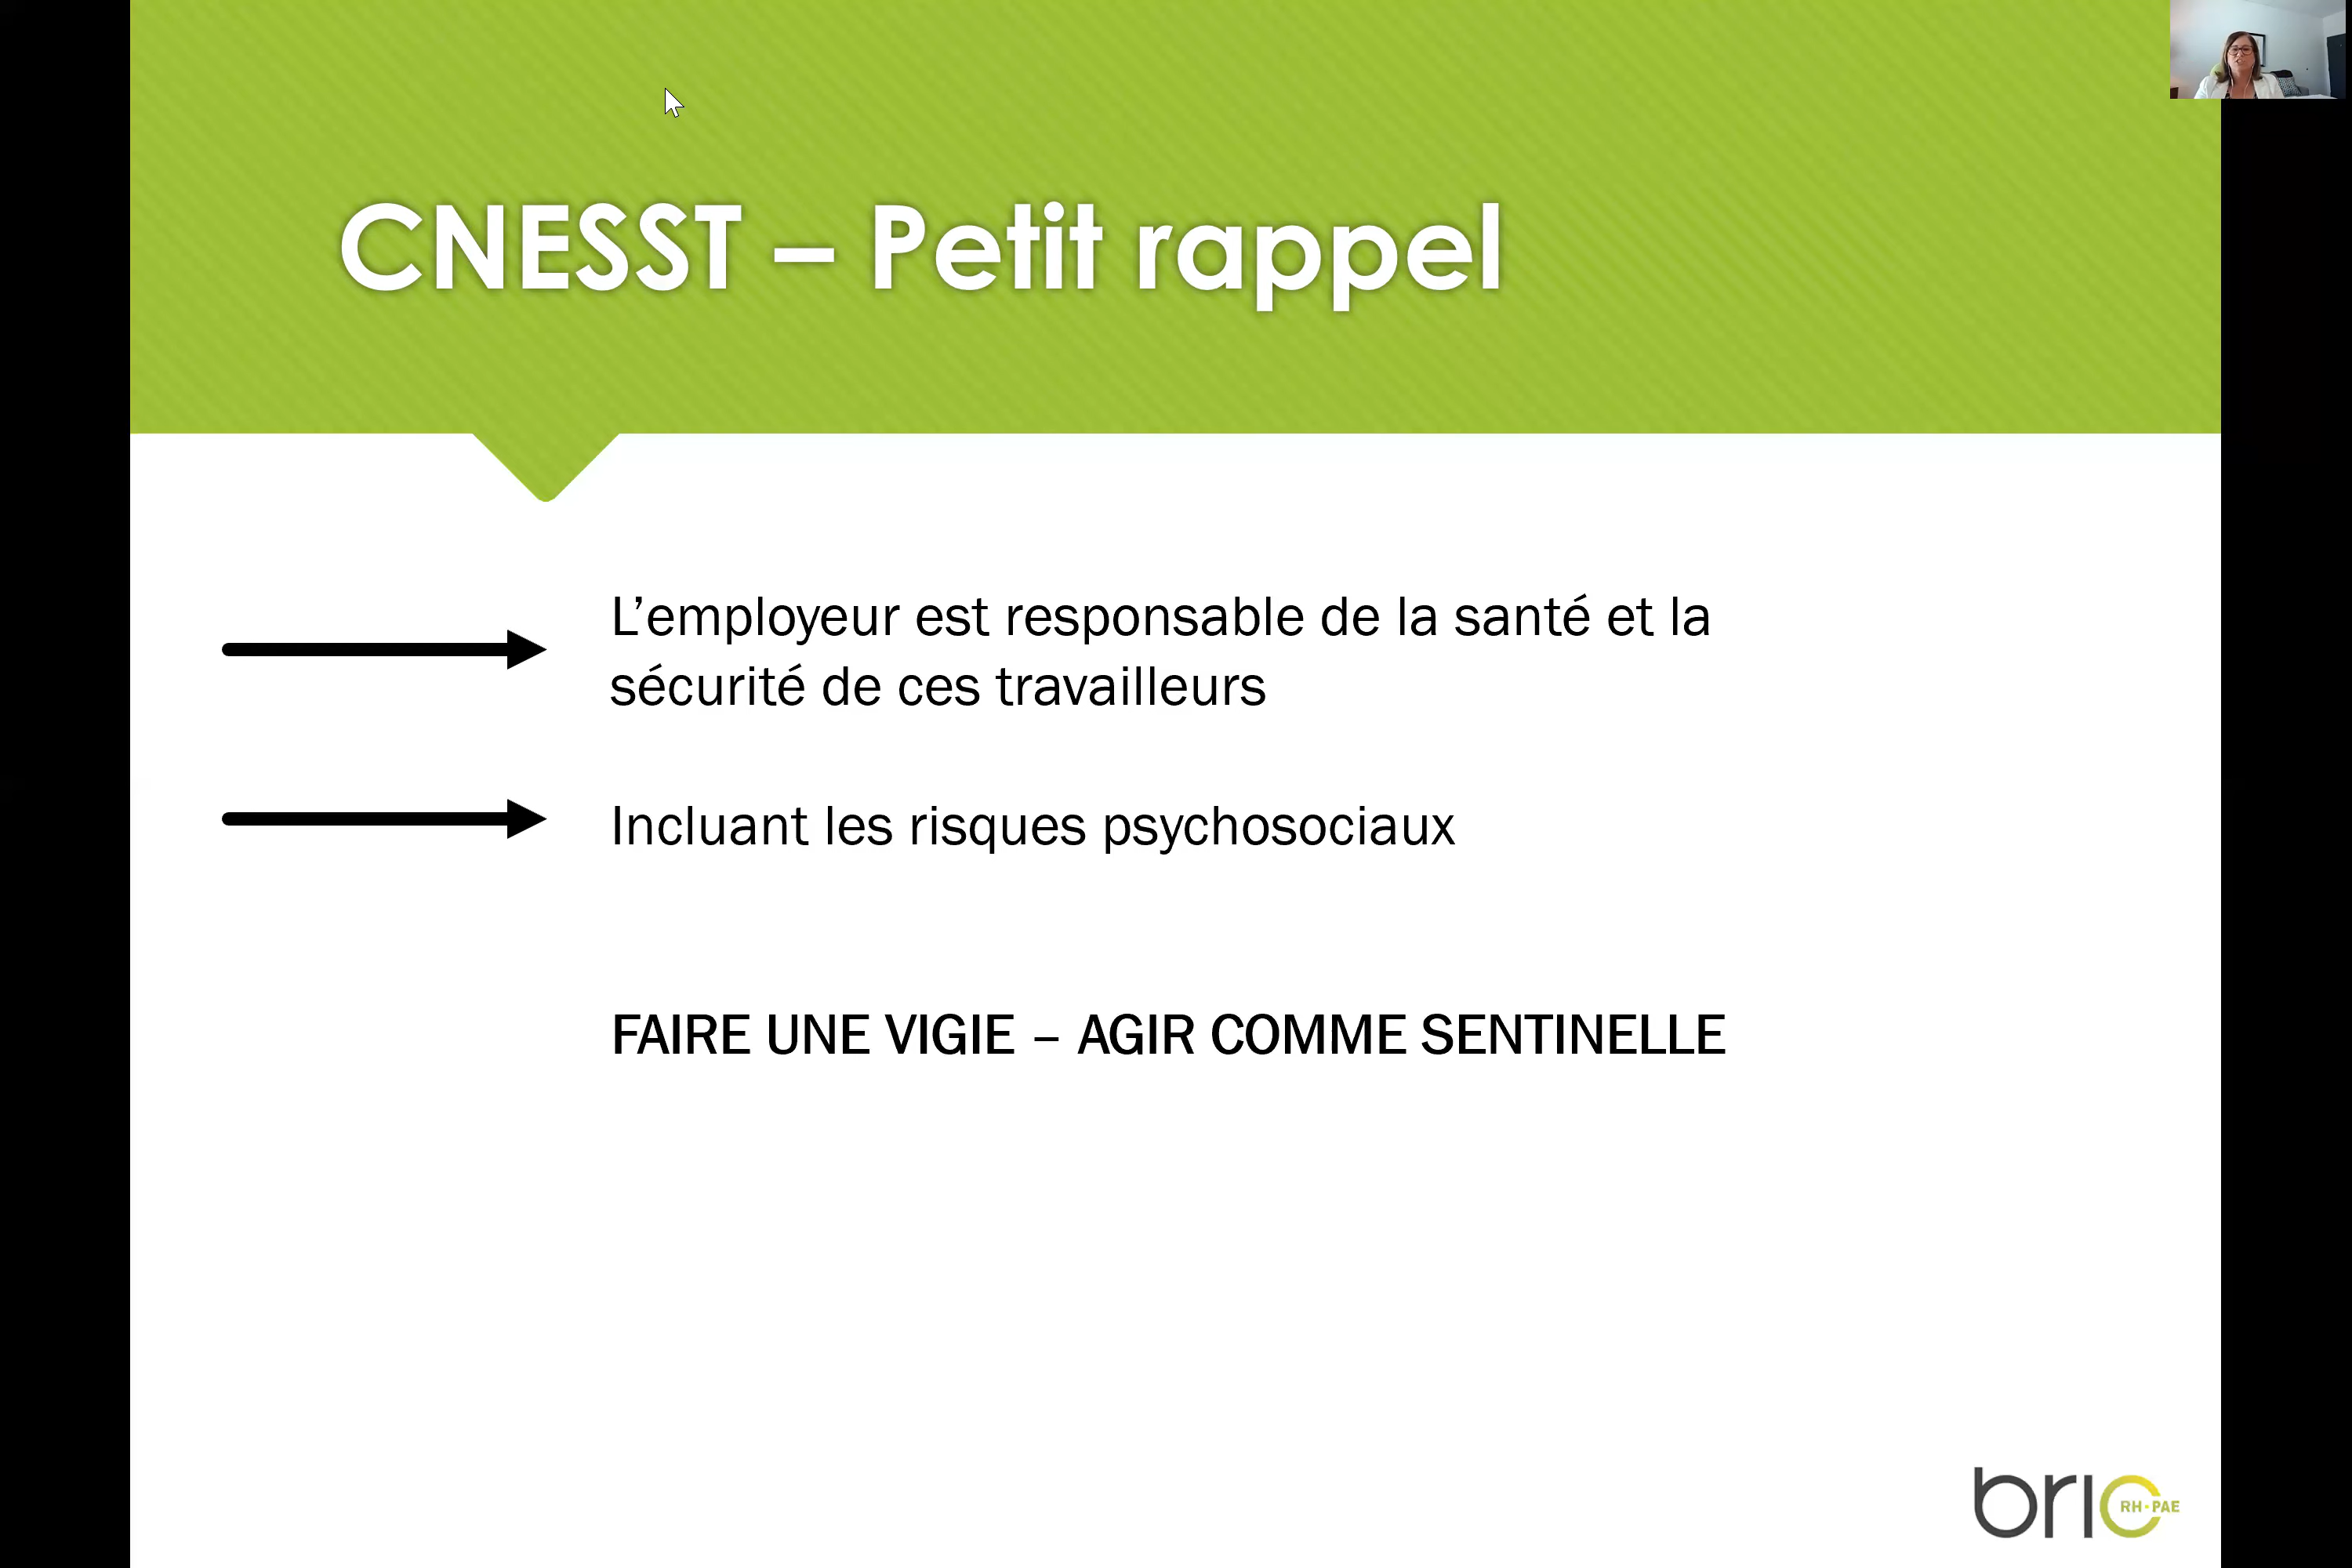 CNESST – Petit rappel
L’employeur est responsable de la santé et la
sécurité de ces travailleurs
Incluant les risques psychosociaux
FAIRE UNE VIGIE – AGIR COMME SENTINELLE
bric
RH•PAE